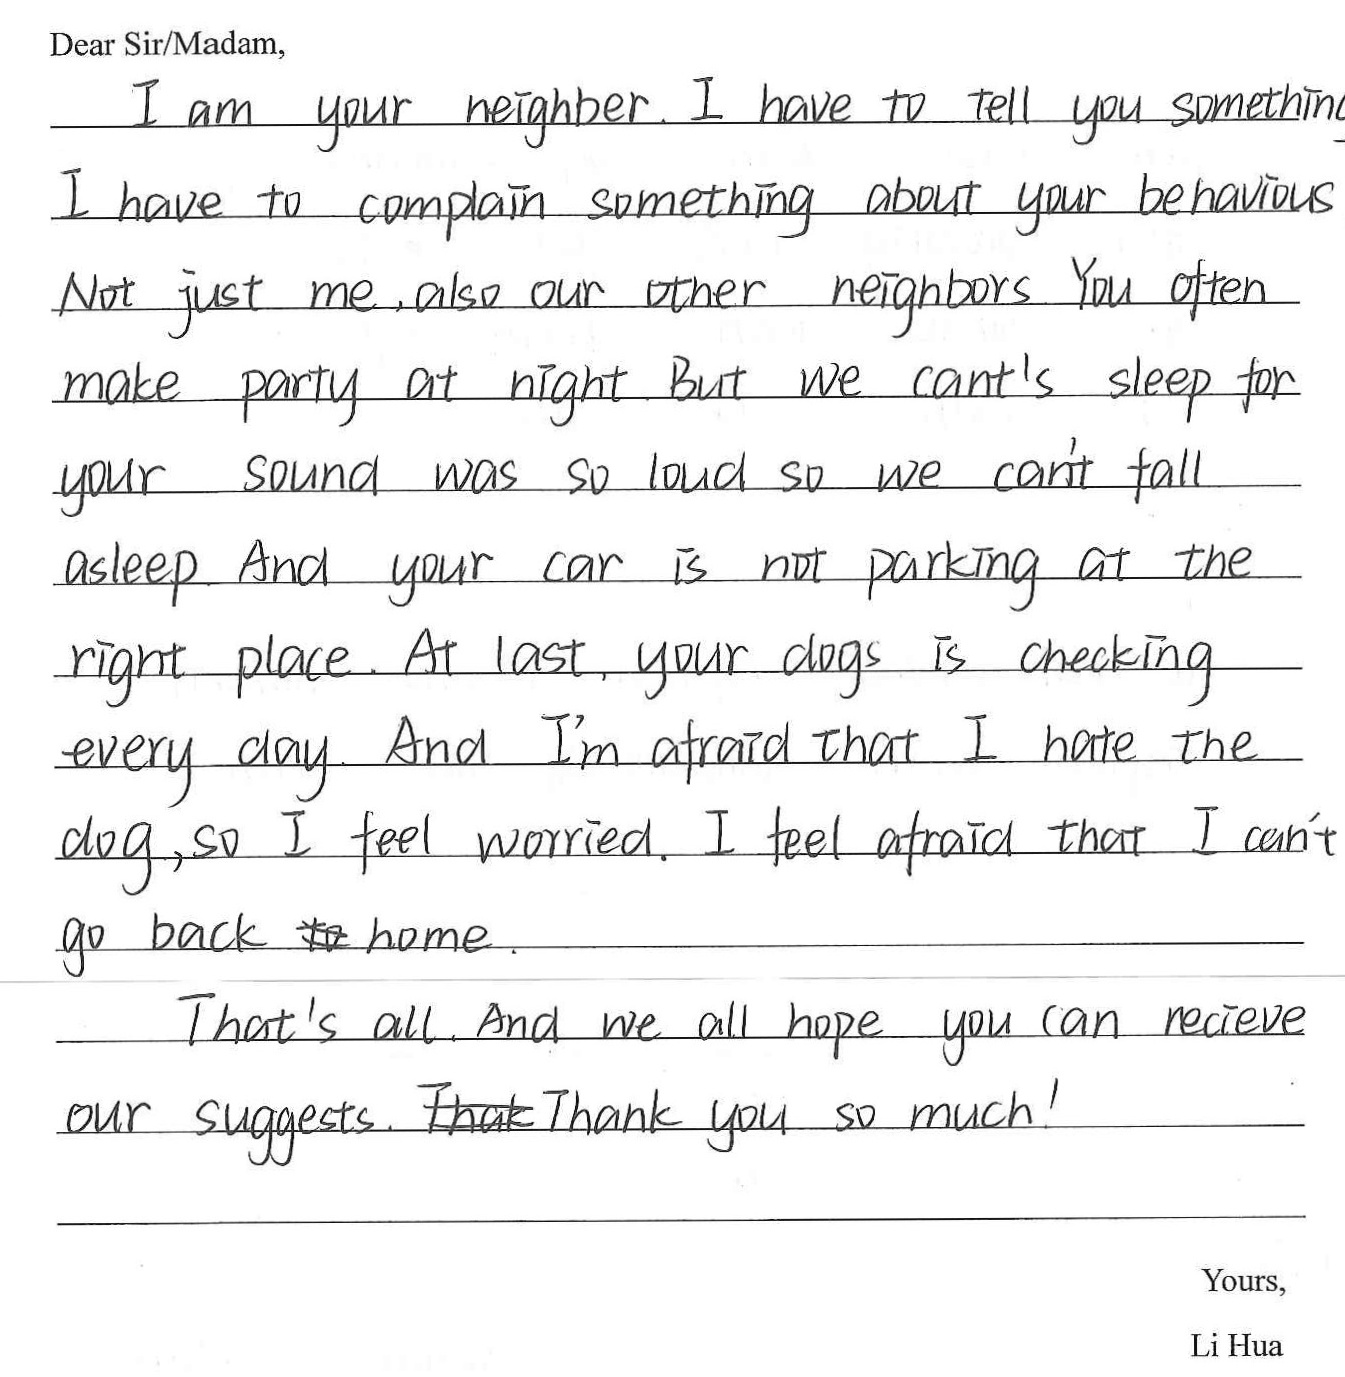 Dear Sir/Madam,
I am your neighber. I have to tell you something
I have to complain something about your behavious
Not just me, also our other neighbors You often
make party at night But we cant's sleep for
your sound was so loud so we can't fall
asleep And your car is not parking at the
right place. At last, your dogs is checking
every day. And I'm afraid that I hate the
dog, so I feel worried. I feel afraid that I can't
go back home.
That's all. And we all hope you can recieve
our suggests. Thank you so much!
Yours,
Li Hua